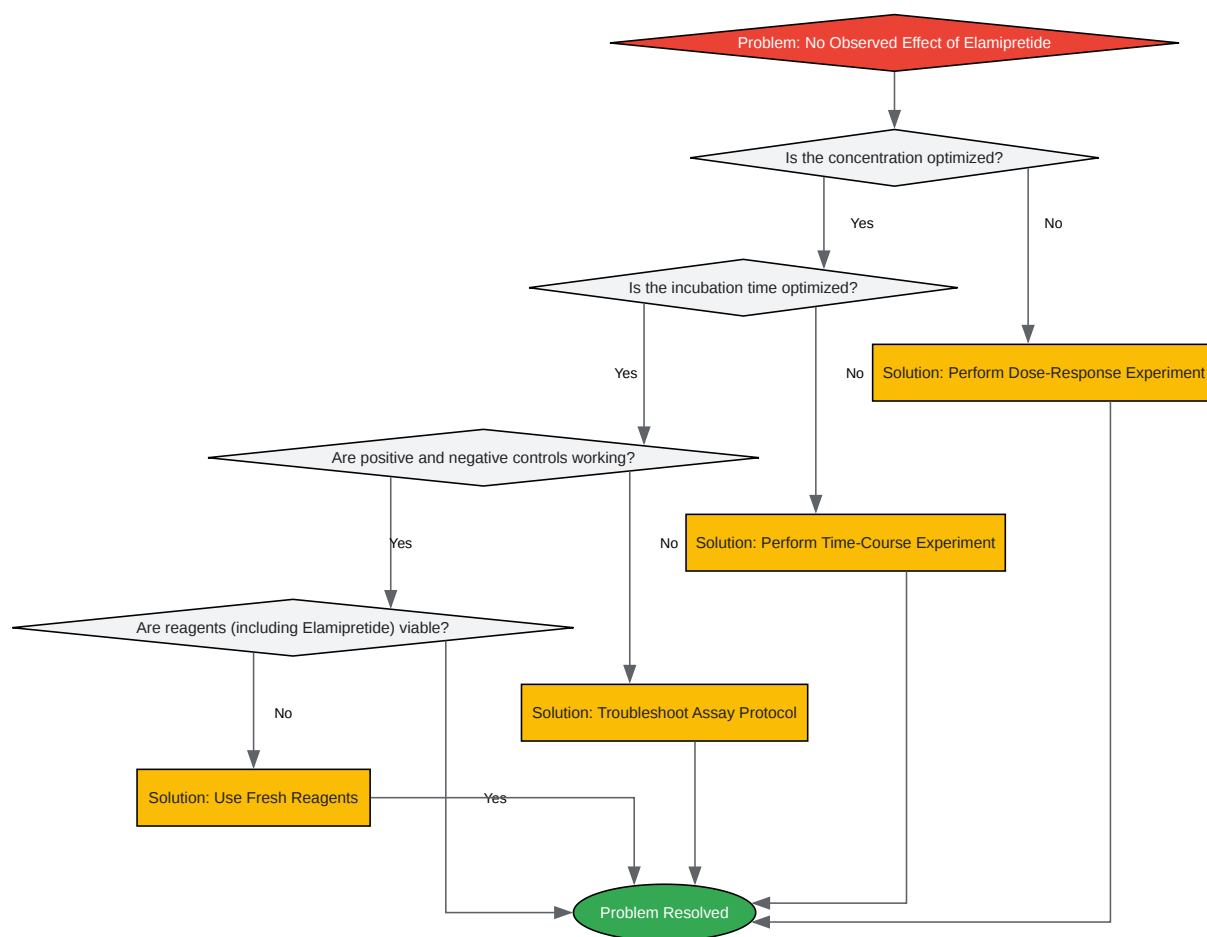 Problem: No Observed Effect of Elamipretide
Is the concentration optimized?
Yes
No
Is the incubation time optimized?
Yes
No
Solution: Perform Dose-Response Experiment
Are positive and negative controls working?
Yes
No
Solution: Perform Time-Course Experiment
Are reagents (including Elamipretide) viable?
No
Solution: Troubleshoot Assay Protocol
Solution: Use Fresh Reagents
Yes
Problem Resolved